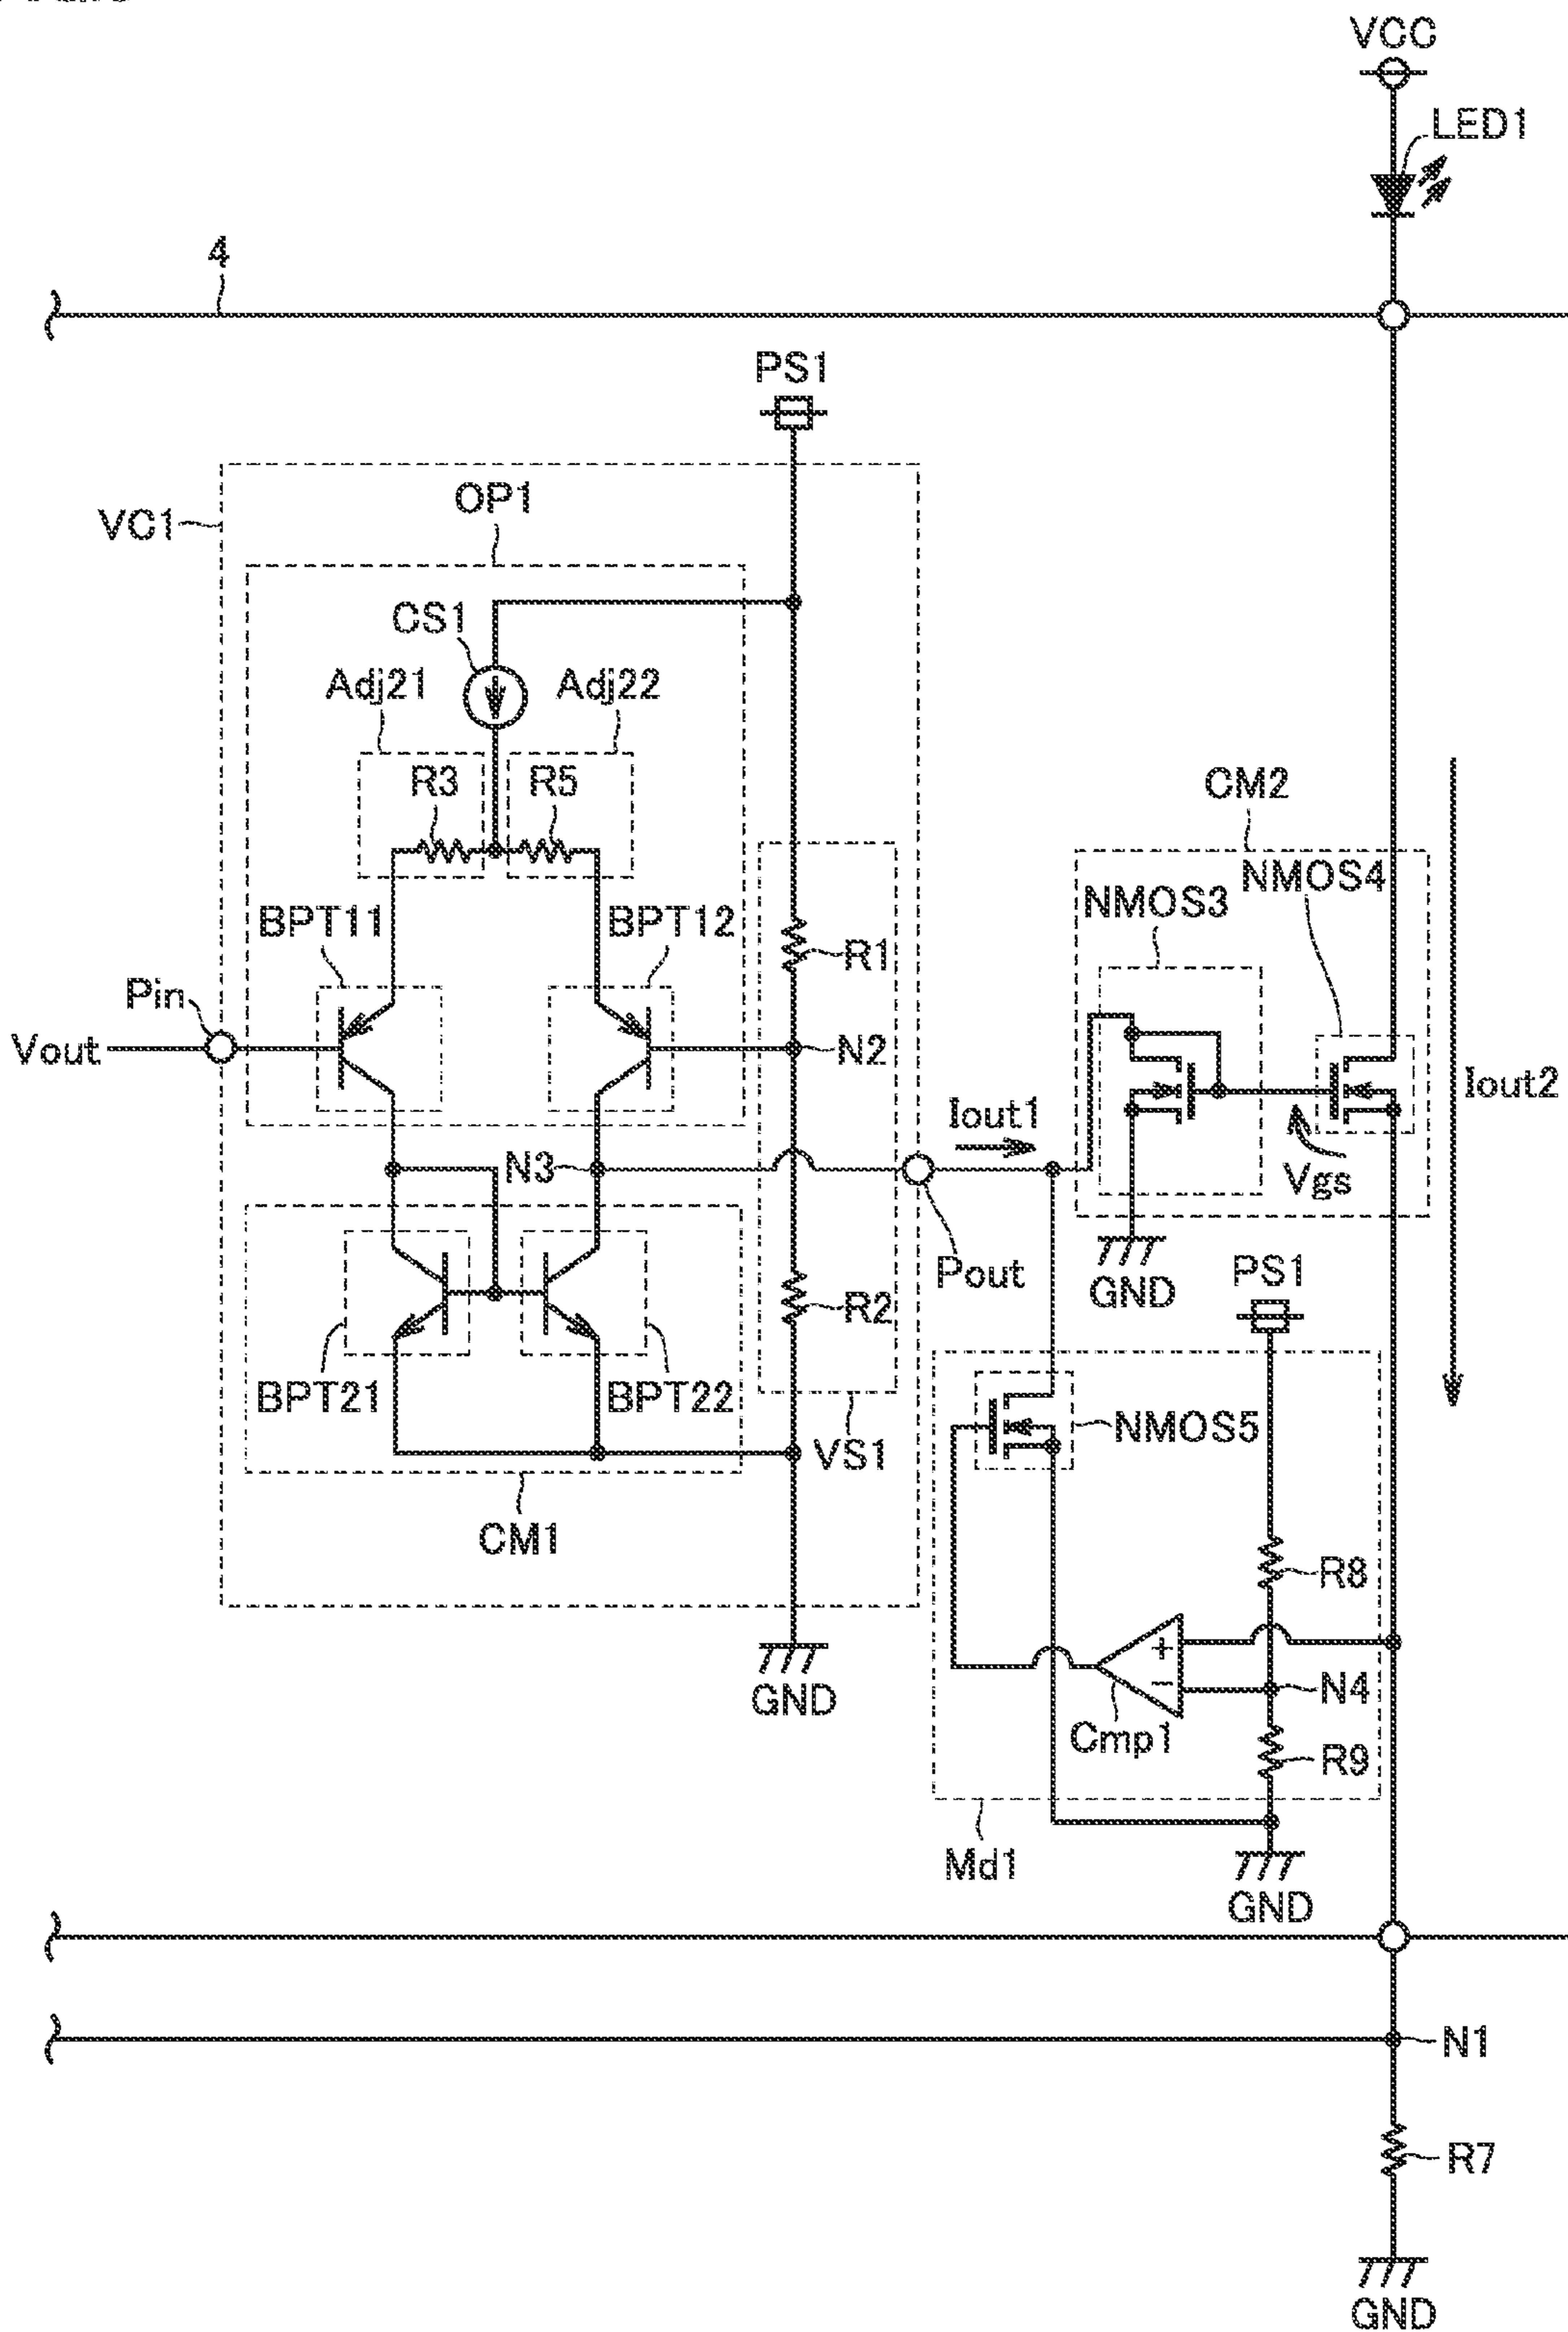 VCC
LED1
4
PS1
OP1
VC1
CS1
Adj21
Adj22
R3
R5
CM2
NMOS4
NMOS3
BPT11
BPT12
R1
Pin
Vout
N2
Iout2
Iout1
N3
Vgs
Pout
GND
PS1
R2
BPT21
BPT22
NMOS5
VS1
CM1
R8
+
−
N4
GND
Cmp1
R9
Md1
GND
N1
R7
GND